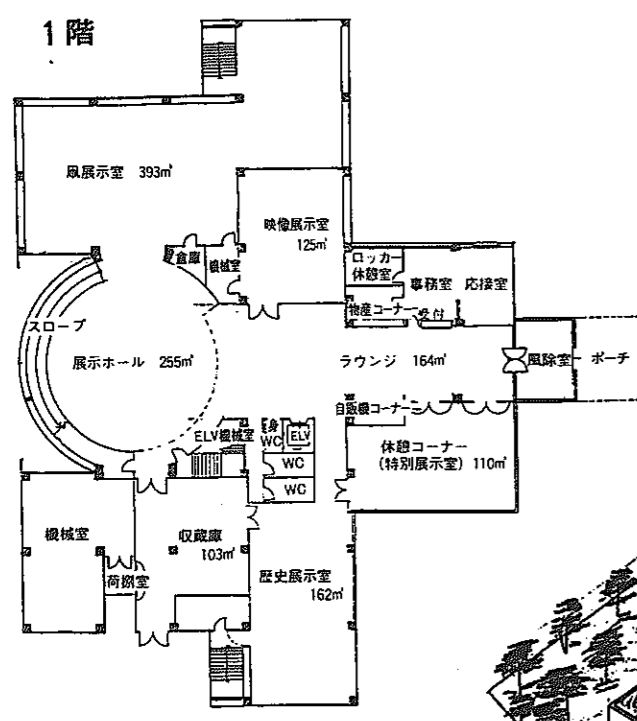 1階
凧展示室 393㎡
映像展示室
125㎡
倉庫
機械室
ロッカー
休憩室
事務室
応接室
物産コーナー
受付
スロープ
展示ホール 255㎡
ラウンジ 164㎡
風除室
ポーチ
自販機コーナー
ELV機械室
身
WC
ELV
WC
WC
休憩コーナー
(特別展示室) 110㎡
機械室
収蔵庫
103㎡
荷捌室
歴史展示室
162㎡